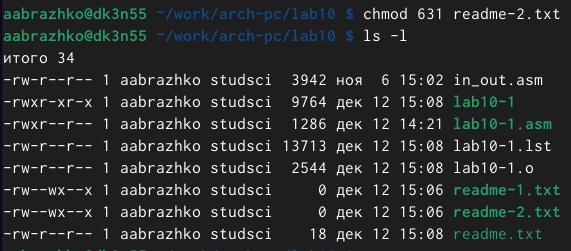 aabrazhko@dk3n55 ~/work/arch-pc/lab10 $ chmod 631 readme-2.txt
aabrazhko@dk3n55 ~/work/arch-pc/lab10 $ ls -l
итого 34
-rw-r--r-- 1 aabrazhko studsci  3942 ноя  6 15:02 in_out.asm
-rwxr-xr-x 1 aabrazhko studsci  9764 дек 12 15:08 lab10-1
-rwxr--r-- 1 aabrazhko studsci  1286 дек 12 14:21 lab10-1.asm
-rw-r--r-- 1 aabrazhko studsci 13713 дек 12 15:08 lab10-1.lst
-rw-r--r-- 1 aabrazhko studsci  2544 дек 12 15:08 lab10-1.o
-rw--wx--x 1 aabrazhko studsci     0 дек 12 15:06 readme-1.txt
-rw--wx--x 1 aabrazhko studsci     0 дек 12 15:06 readme-2.txt
-rw-r--r-- 1 aabrazhko studsci    18 дек 12 15:08 readme.txt